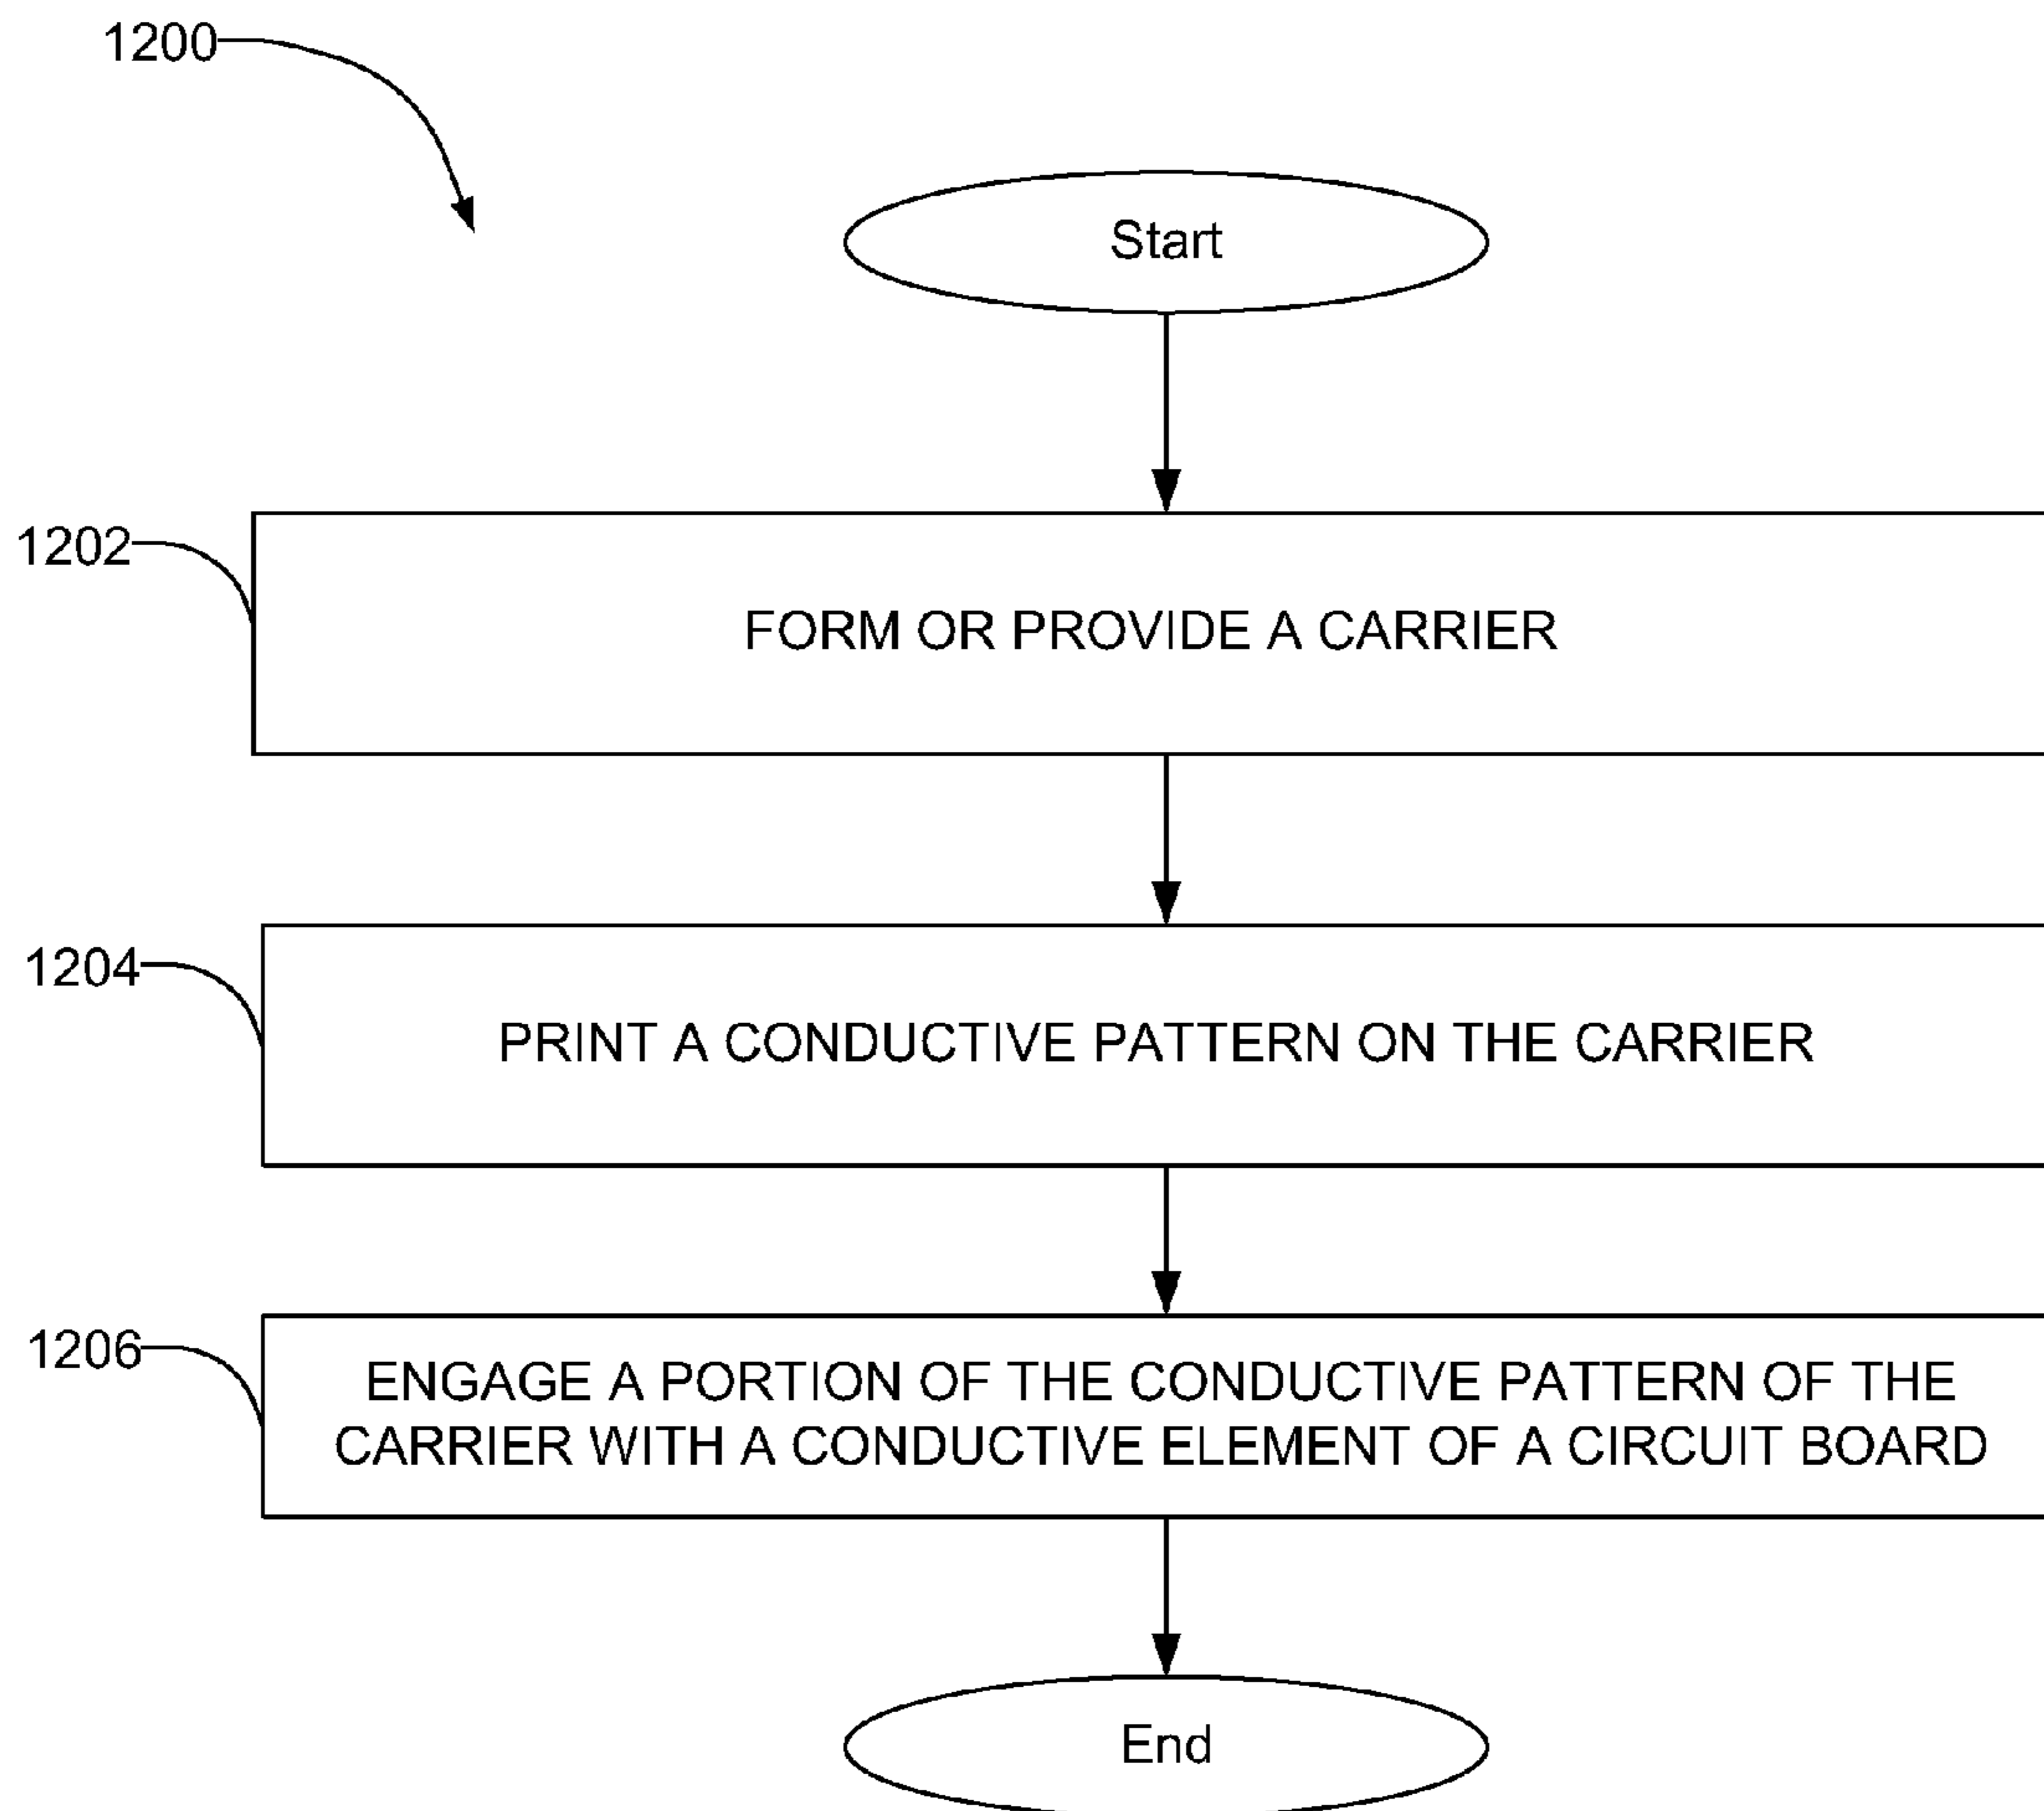 1200
Start
1202
FORM OR PROVIDE A CARRIER
1204
PRINT A CONDUCTIVE PATTERN ON THE CARRIER
1206
ENGAGE A PORTION OF THE CONDUCTIVE PATTERN OF THE
CARRIER WITH A CONDUCTIVE ELEMENT OF A CIRCUIT BOARD
End